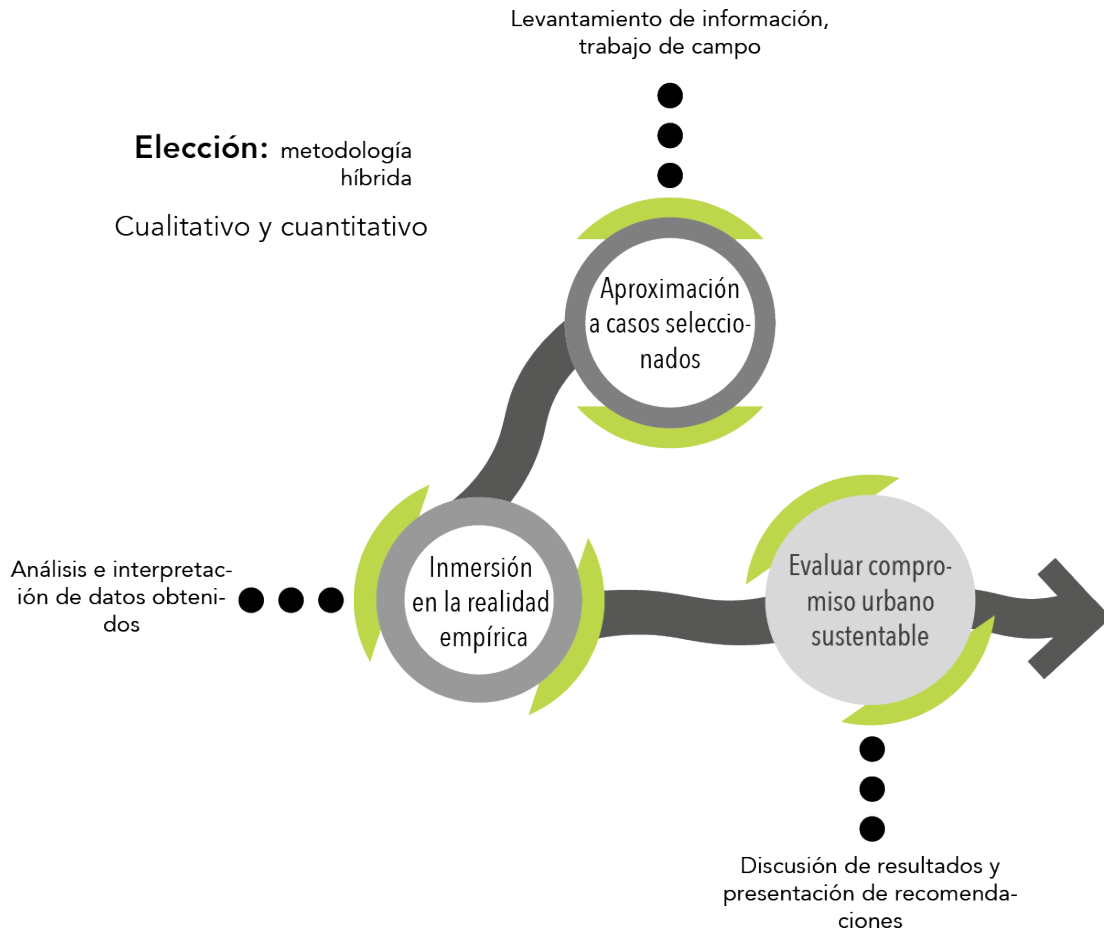 Levantamiento de información,
trabajo de campo
Elección: metodología
híbrida
Cualitativo y cuantitativo
Aproximación
a casos seleccio-
nados
Análisis e interpretac-
ión de datos obteni-
dos
Inmersión
en la realidad
empírica
Evaluar compro-
miso urbano
sustentable
Discusión de resultados y
presentación de recomenda-
ciones